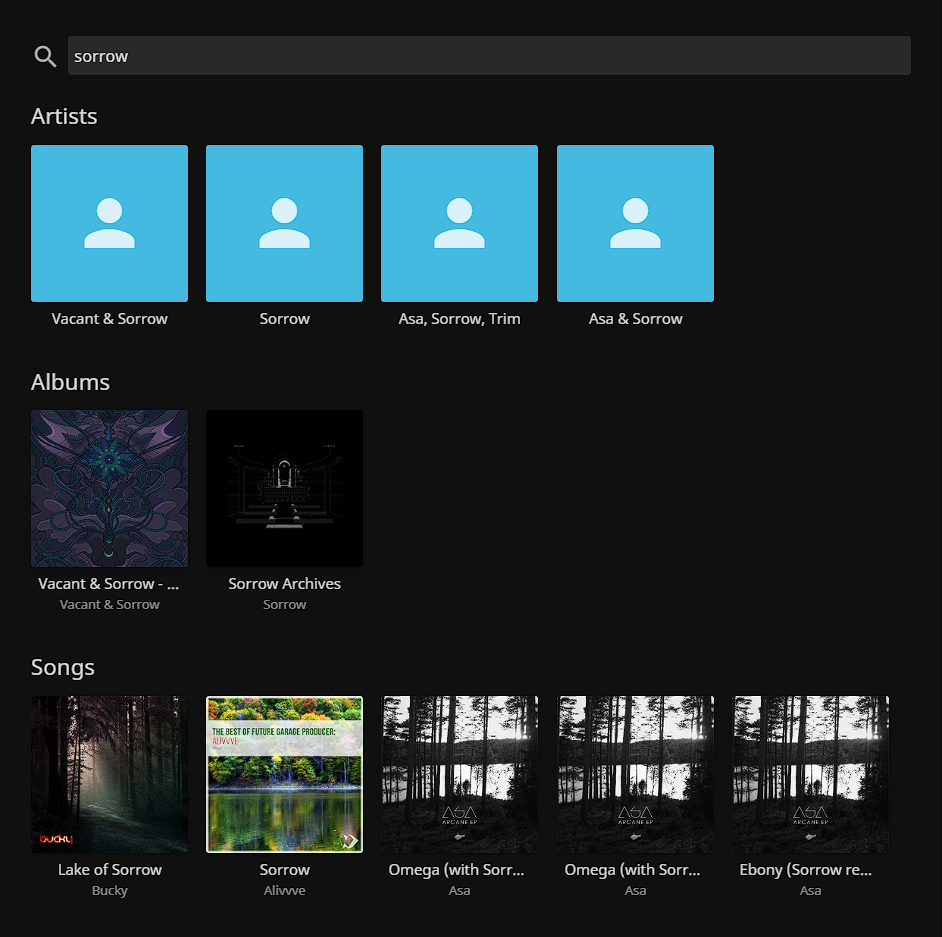 sorrow
Artists
Vacant & Sorrow
Sorrow
Asa, Sorrow, Trim
Asa & Sorrow
Albums
Vacant & Sorrow - ...
Vacant & Sorrow
Sorrow Archives
Sorrow
Songs
bucky
Lake of Sorrow
Bucky
THE BEST OF FUTURE GARAGE PRODUCER:
ALIVVVE
Sorrow
Alivvve
ASA
ARCANE EP
Omega (with Sorr...
Asa
ASA
ARCANE EP
Omega (with Sorr...
Asa
ASA
ARCANE EP
Ebony (Sorrow re...
Asa